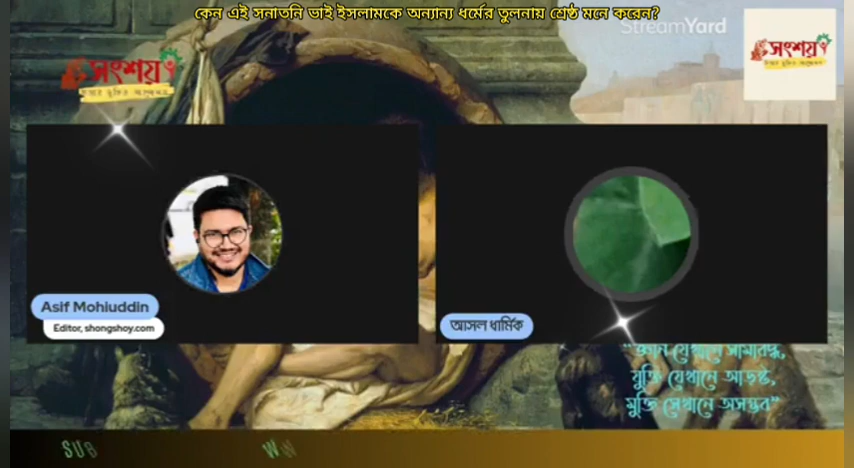 কেন এই সনাতনি ভাই ইসলামকে অন্যান্য ধর্মের তুলনায় শ্রেষ্ঠ মনে করেন?
StreamYard
সংশয়
সংশয়
Asif Mohiuddin
Editor, shongshoy.com
আসল ধার্মিক
“জ্ঞান যেখানে সীমাবদ্ধ,
যুক্তি যেখানে আড়ষ্ট,
মুক্তি সেখানে অসম্ভব”
SUB